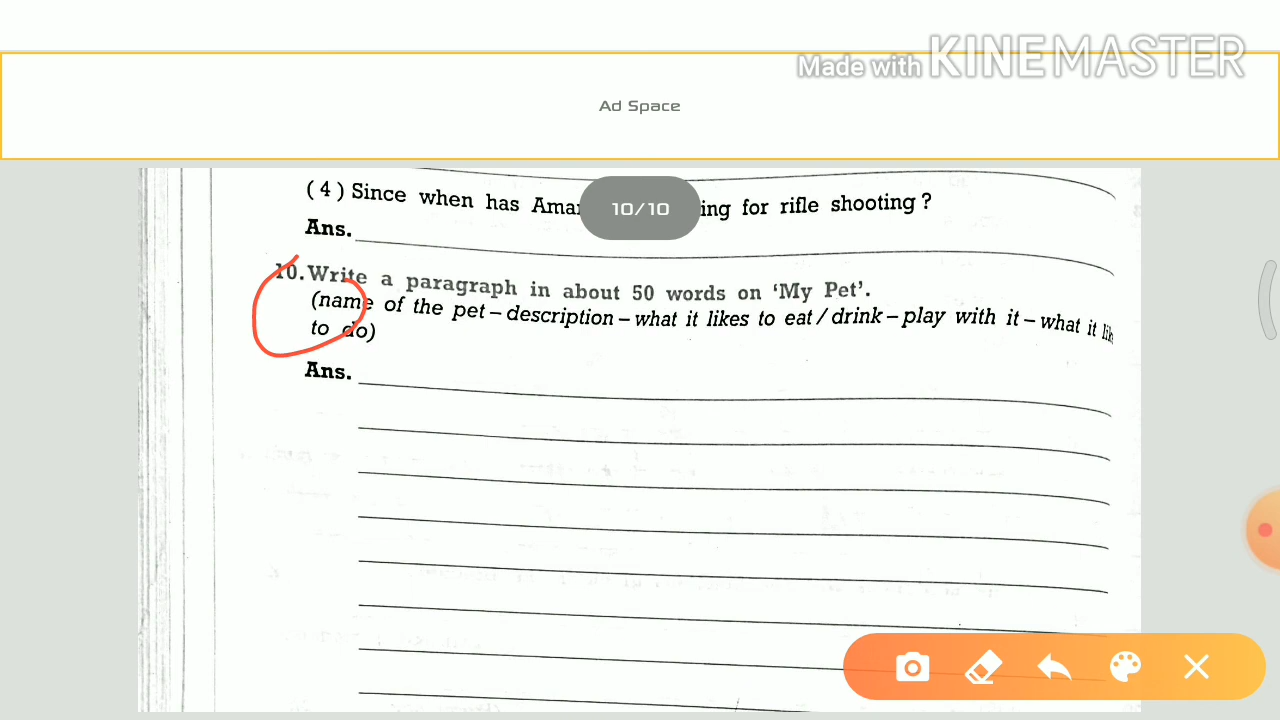 Made with KINEMASTER
Ad Space
(4) Since when has 10/10 ing for rifle shooting?
Ans.
10. Write a paragraph in about 50 words on ‘My Pet’.
(name of the pet – description – what it likes to eat / drink – play with it – what it
to do)
Ans.